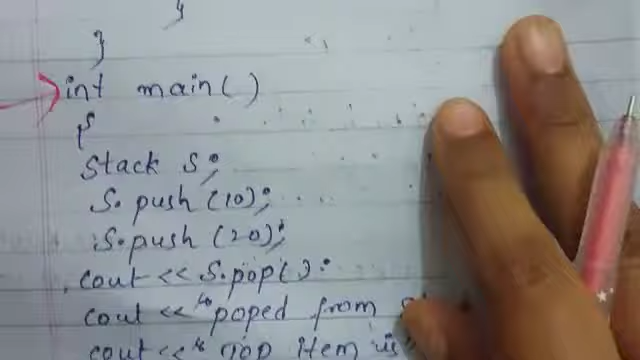 }
}
int main()
{
Stack S;
S. push (10);
S. push (20);
cout << S.pop();
cout << "poped from
cout << " Top item is